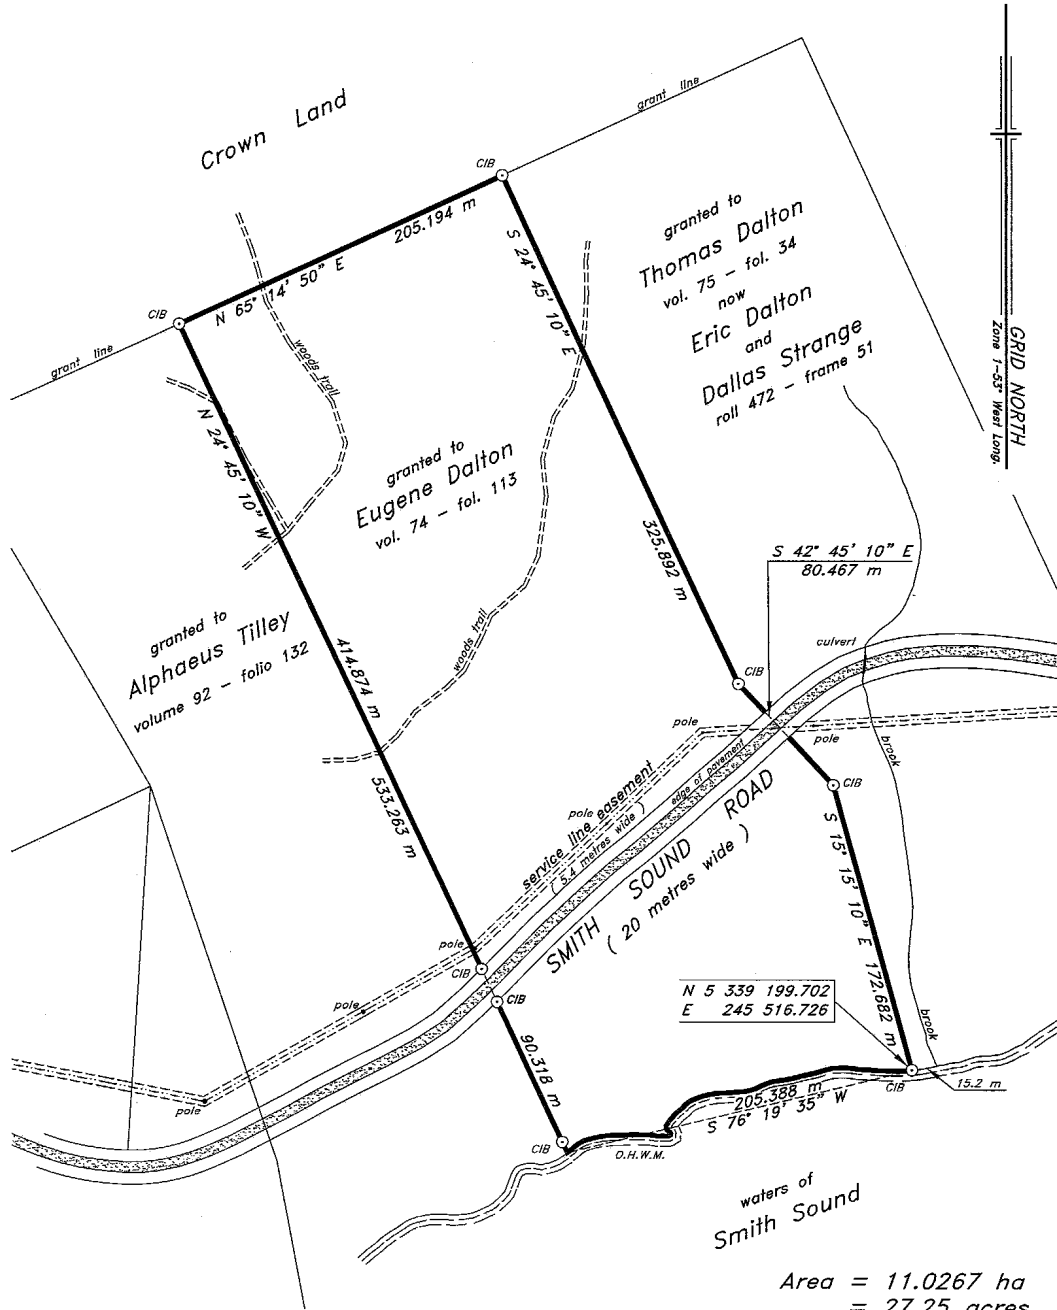 Crown Land
grant line
CIB
205.194 m
N 65° 14' 50" E
CIB
grant line
woods trail
S 24° 45' 10" E
granted to
Thomas Dalton
vol. 75 - fol. 34
now
Eric Dalton
and
Dallas Strange
roll 472 - frame 51
GRID NORTH
Zone 1-53° West Long.
N 24° 45' 10" W
granted to
Eugene Dalton
vol. 74 - fol. 113
325.892 m
S 42° 45' 10" E
80.467 m
granted to
Alphaeus Tilley
volume 92 - folio 132
414.874 m
woods trail
culvert
CIB
533.263 m
pole
pole
brook
edge of pavement
service line easement
( 5.4 metres wide )
pole
CIB
SMITH SOUND ROAD
( 20 metres wide )
S 15° 15' 10" E 172.682 m
pole
CIB
CIB
pole
N 5 339 199.702
E 245 516.726
90.318 m
brook
pole
CIB
15.2 m
205.388 m
S 76° 19' 35" W
CIB
O.H.W.M.
waters of
Smith Sound
Area = 11.0267 ha
= 27.25 acres